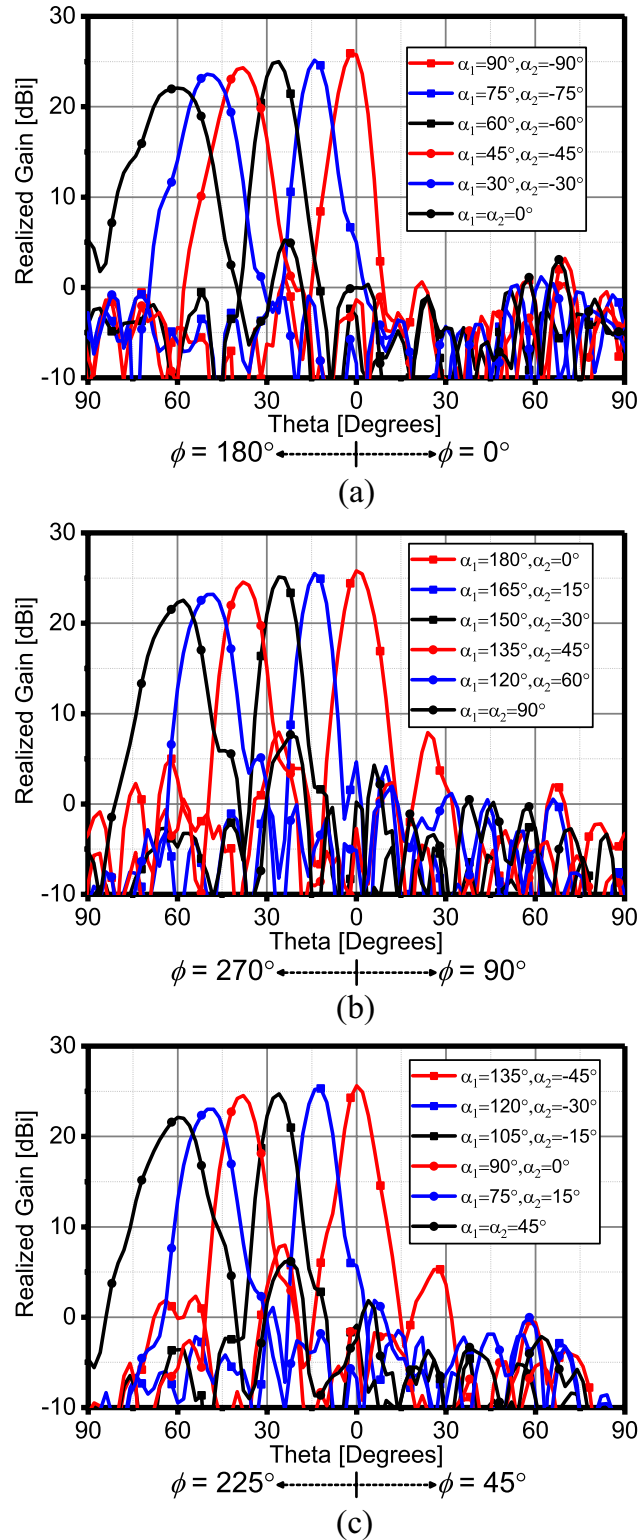 30
20
10
0
-10
Realized Gain [dBi]
α₁=90°,α₂=-90°
α₁=75°,α₂=-75°
α₁=60°,α₂=-60°
α₁=45°,α₂=-45°
α₁=30°,α₂=-30°
α₁=α₂=0°
90 60 30 0 30 60 90
Theta [Degrees]
ϕ = 180° ϕ = 0°
(a)
30
20
10
0
-10
Realized Gain [dBi]
α₁=180°,α₂=0°
α₁=165°,α₂=15°
α₁=150°,α₂=30°
α₁=135°,α₂=45°
α₁=120°,α₂=60°
α₁=α₂=90°
90 60 30 0 30 60 90
Theta [Degrees]
ϕ = 270° ϕ = 90°
(b)
30
20
10
0
-10
Realized Gain [dBi]
α₁=135°,α₂=-45°
α₁=120°,α₂=-30°
α₁=105°,α₂=-15°
α₁=90°,α₂=0°
α₁=75°,α₂=15°
α₁=α₂=45°
90 60 30 0 30 60 90
Theta [Degrees]
ϕ = 225° ϕ = 45°
(c)